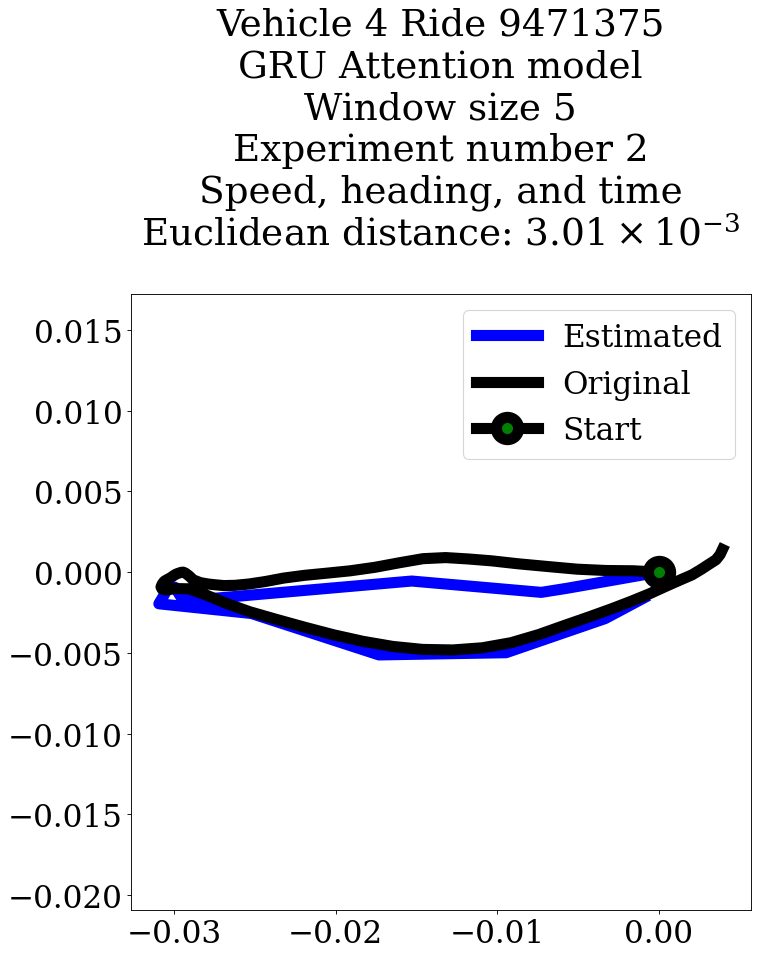 Vehicle 4 Ride 9471375
GRU Attention model
Window size 5
Experiment number 2
Speed, heading, and time
Euclidean distance: 3.01 × 10⁻³
Estimated
Original
Start
0.015
0.010
0.005
0.000
−0.005
−0.010
−0.015
−0.020
−0.03 −0.02 −0.01 0.00